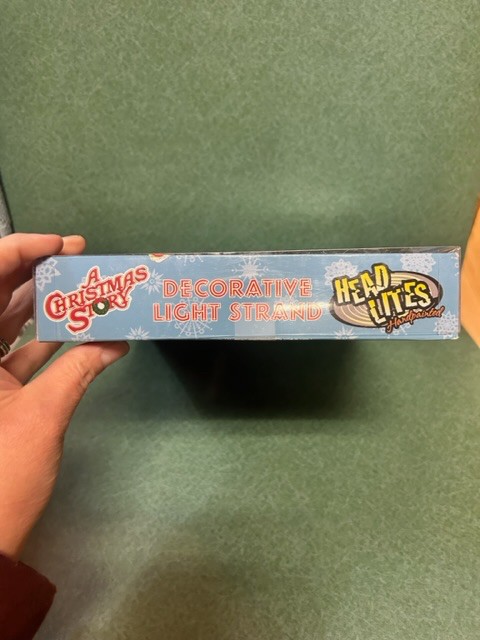 A
CHRISTMAS
STORY
DECORATIVE
LIGHT STRAND
HEAD
LITES
Handpainted